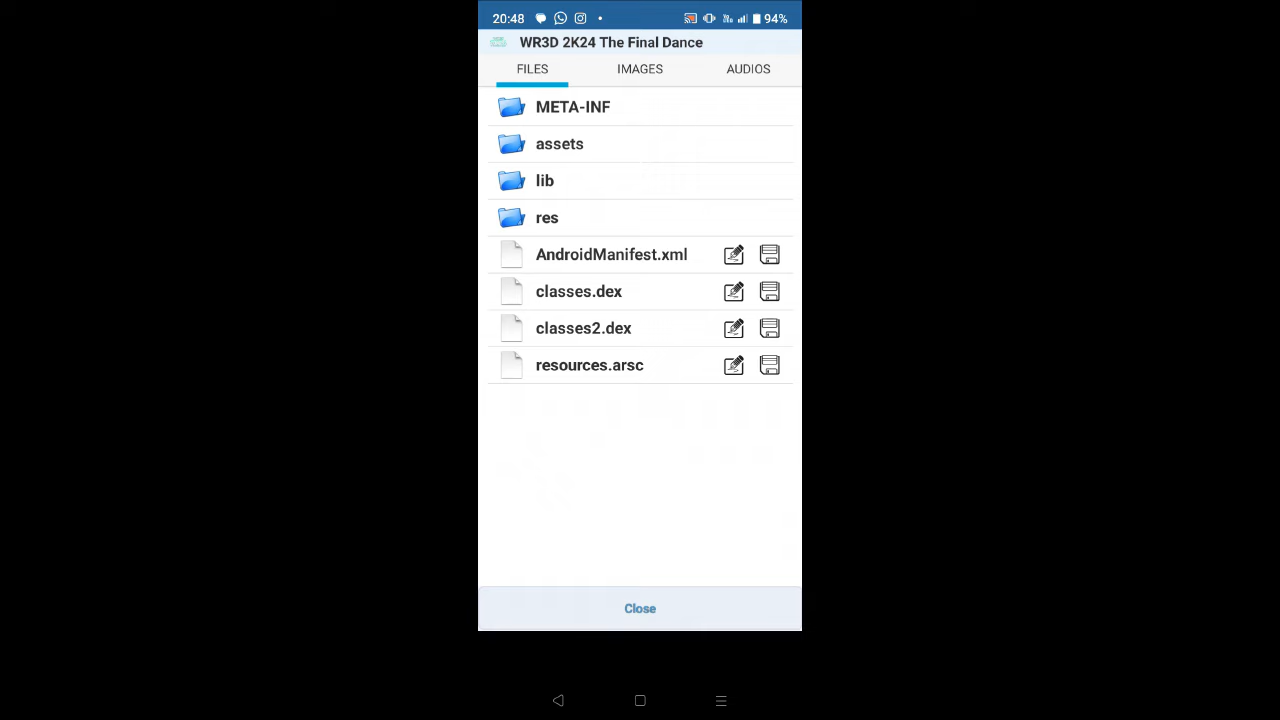 20:48 94%
WR3D 2K24 The Final Dance
FILES IMAGES AUDIOS
META-INF
assets
lib
res
AndroidManifest.xml
classes.dex
classes2.dex
resources.arsc
Close